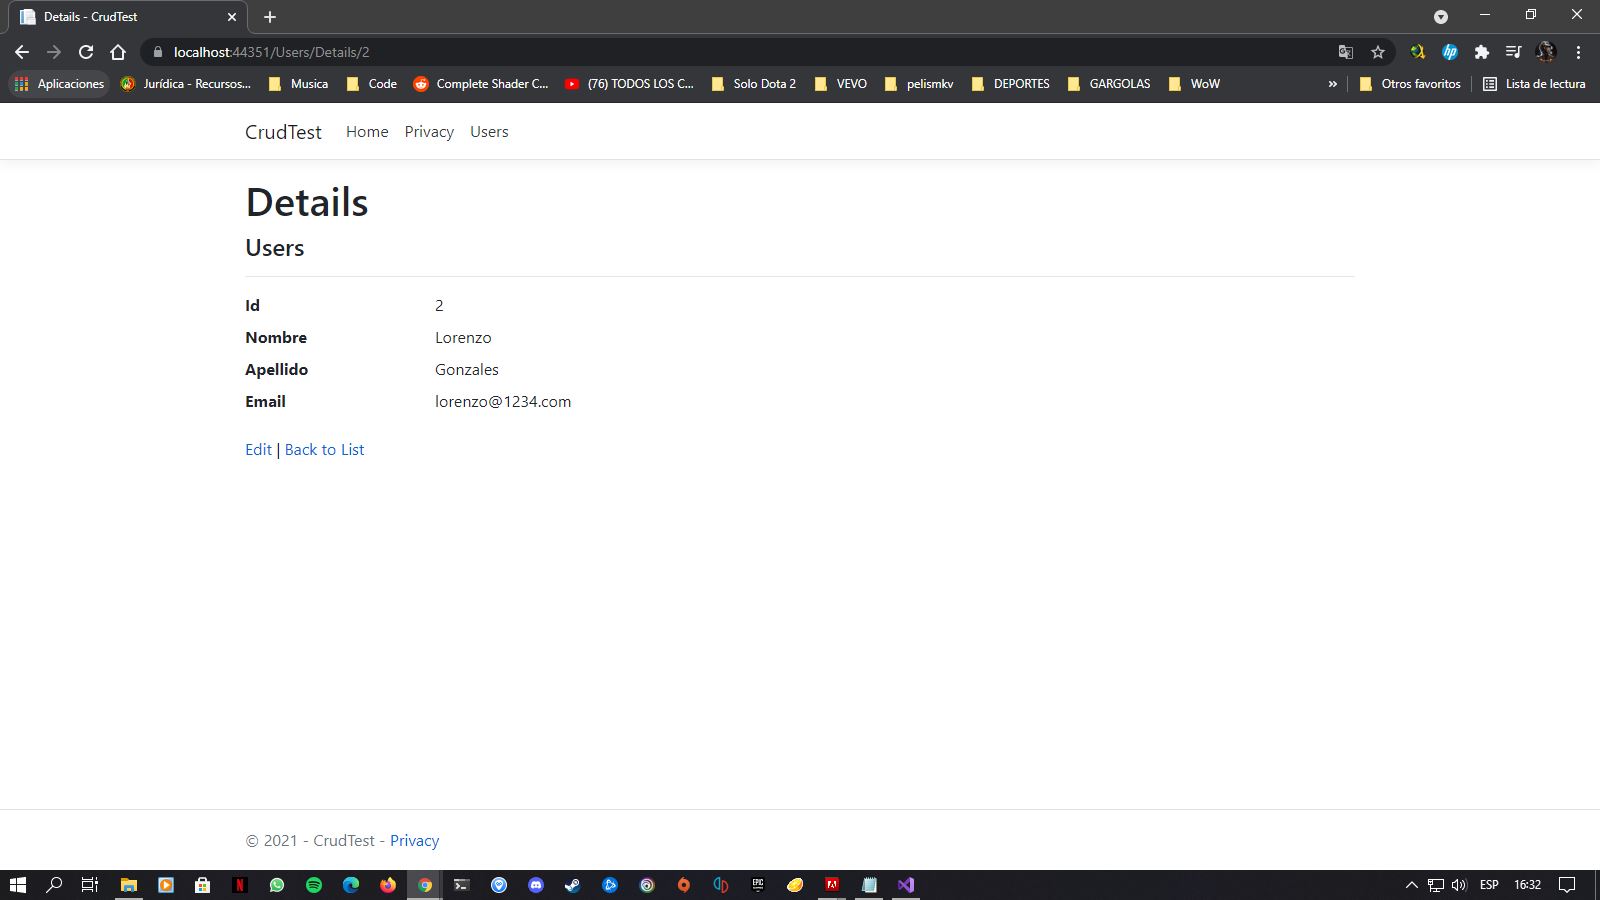 Details - CrudTest
localhost:44351/Users/Details/2
Aplicaciones Jurídica - Recursos... Musica Code Complete Shader C... (76) TODOS LOS C... Solo Dota 2 VEVO pelismkv DEPORTES GARGOLAS WoW » Otros favoritos Lista de lectura
CrudTest Home Privacy Users
Details
Users
Id 2
Nombre Lorenzo
Apellido Gonzales
Email lorenzo@1234.com
Edit | Back to List
© 2021 - CrudTest - Privacy
ESP 16:32